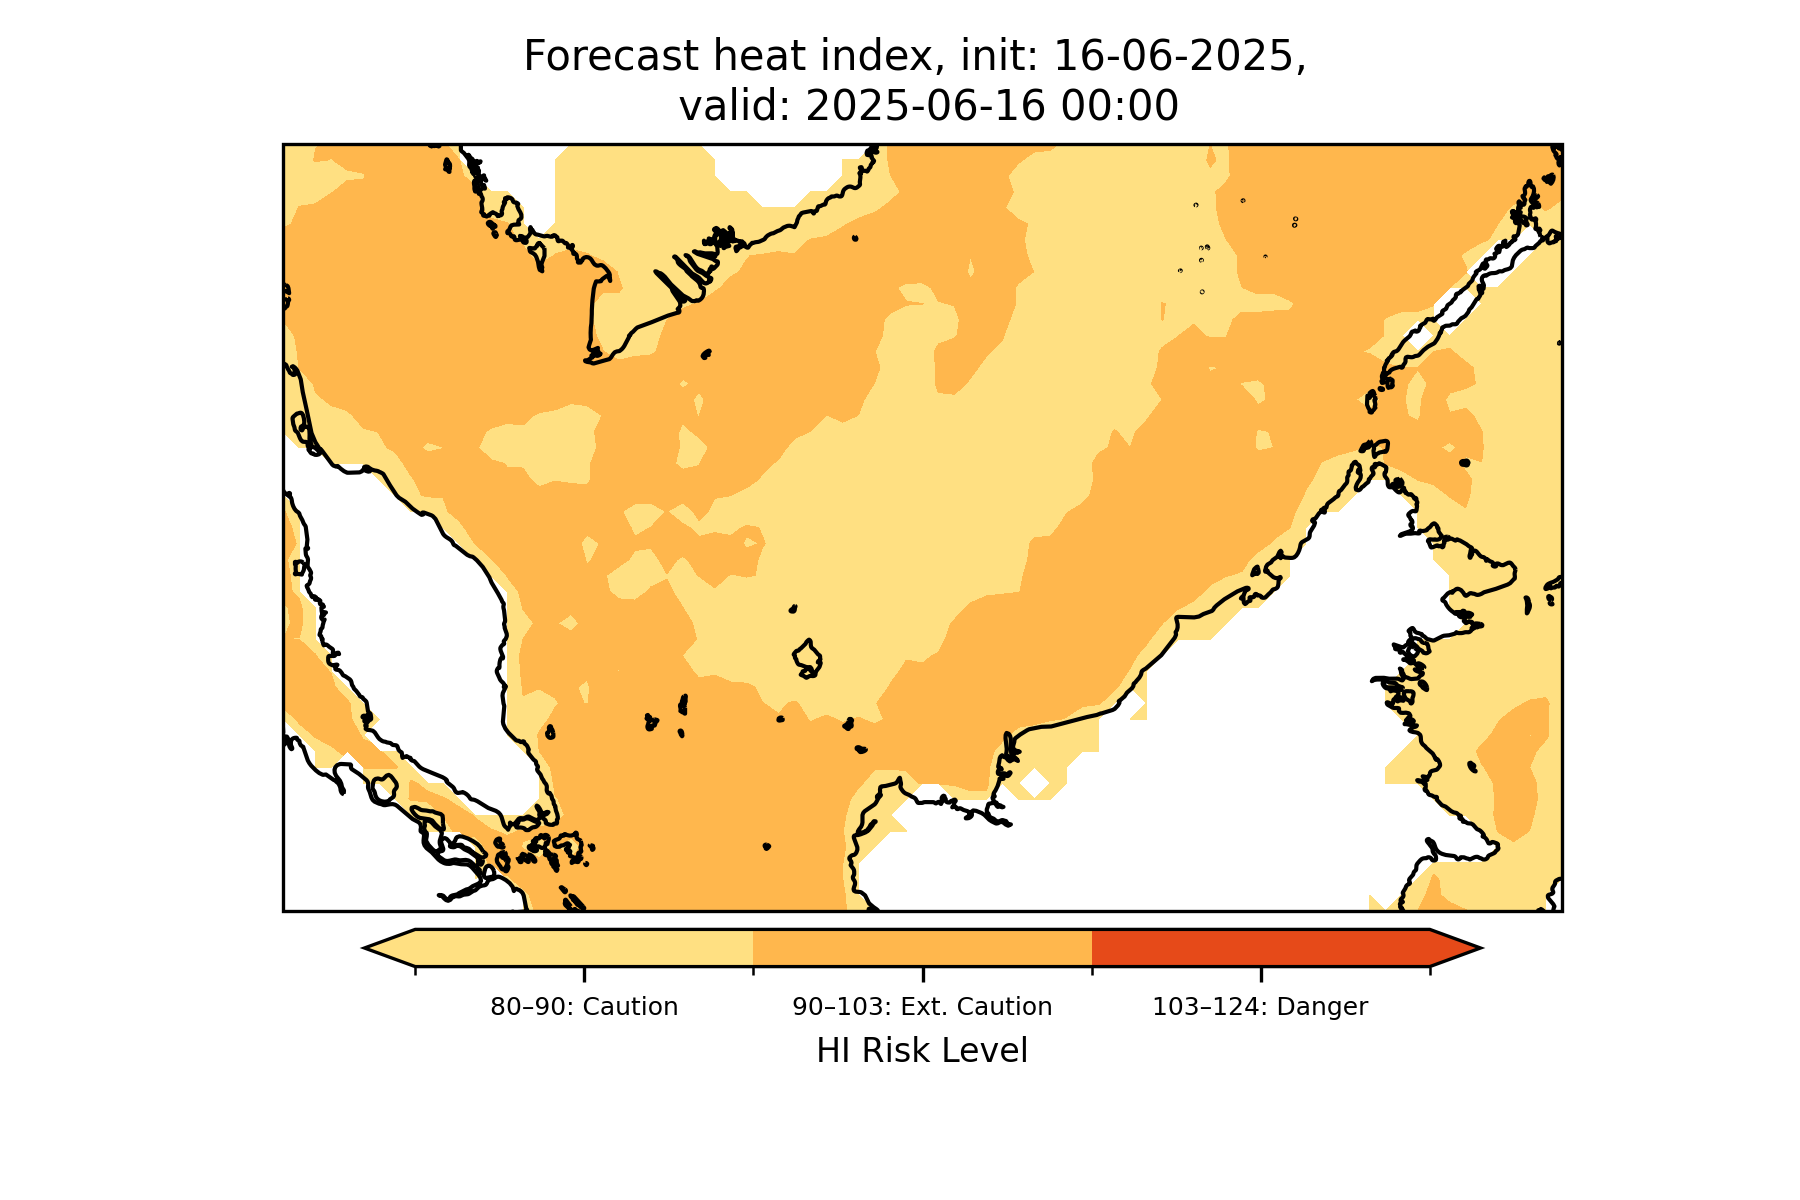 Forecast heat index, init: 16-06-2025,
valid: 2025-06-16 00:00
80–90: Caution
90–103: Ext. Caution
103–124: Danger
HI Risk Level